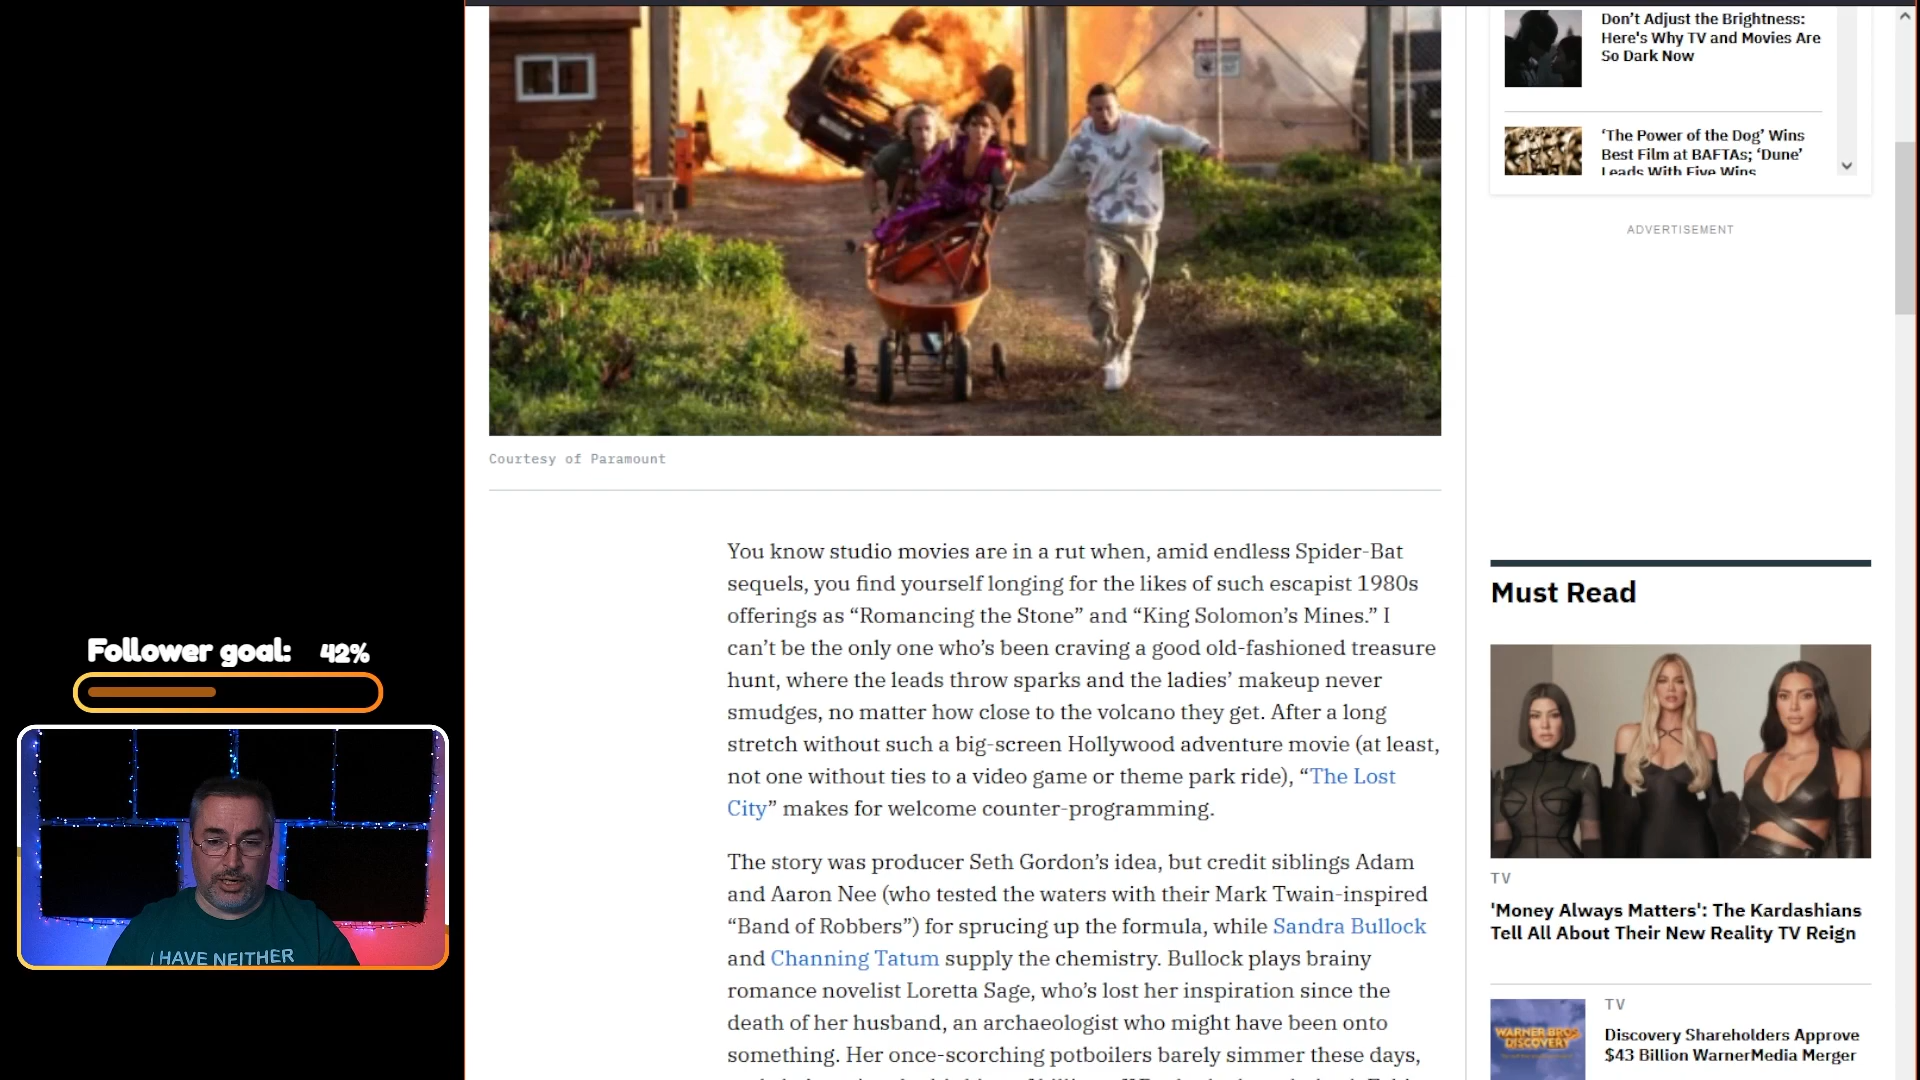 Don’t Adjust the Brightness:
Here's Why TV and Movies Are
So Dark Now
‘The Power of the Dog’ Wins
Best Film at BAFTAs; ‘Dune’
Leads With Five Wins
ADVERTISEMENT
Courtesy of Paramount
You know studio movies are in a rut when, amid endless Spider-Bat
sequels, you find yourself longing for the likes of such escapist 1980s
offerings as “Romancing the Stone” and “King Solomon’s Mines.” I
can’t be the only one who’s been craving a good old-fashioned treasure
hunt, where the leads throw sparks and the ladies’ makeup never
smudges, no matter how close to the volcano they get. After a long
stretch without such a big-screen Hollywood adventure movie (at least,
not one without ties to a video game or theme park ride), “The Lost
City” makes for welcome counter-programming.
The story was producer Seth Gordon’s idea, but credit siblings Adam
and Aaron Nee (who tested the waters with their Mark Twain-inspired
“Band of Robbers”) for sprucing up the formula, while Sandra Bullock
and Channing Tatum supply the chemistry. Bullock plays brainy
romance novelist Loretta Sage, who’s lost her inspiration since the
death of her husband, an archaeologist who might have been onto
something. Her once-scorching potboilers barely simmer these days,
Must Read
TV
'Money Always Matters': The Kardashians
Tell All About Their New Reality TV Reign
WARNER BROS
DISCOVERY
TV
Discovery Shareholders Approve
$43 Billion WarnerMedia Merger
Follower goal: 42%
I HAVE NEITHER